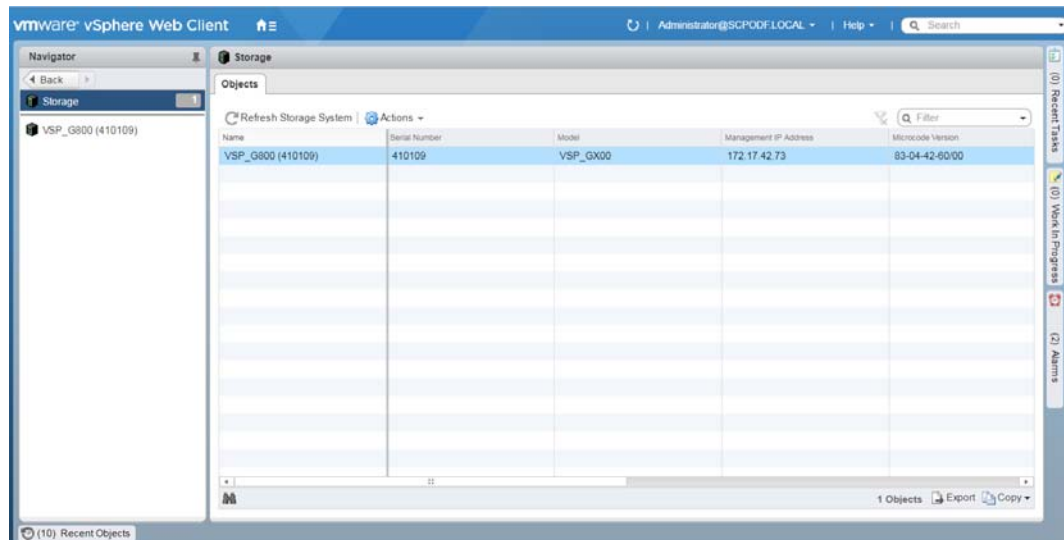 vmware® vSphere Web Client
Administrator@SCPODF.LOCAL
Help
Search
Navigator
Back
Storage 1
VSP_G800 (410109)
Storage
Objects
Refresh Storage System
Actions
Filter
Name Serial Number Model Management IP Address Microcode Version
VSP_G800 (410109) 410109 VSP_GX00 172.17.42.73 83-04-42-60/00
1 Objects Export Copy
(0) Recent Tasks
(0) Work In Progress
(2) Alarms
(10) Recent Objects